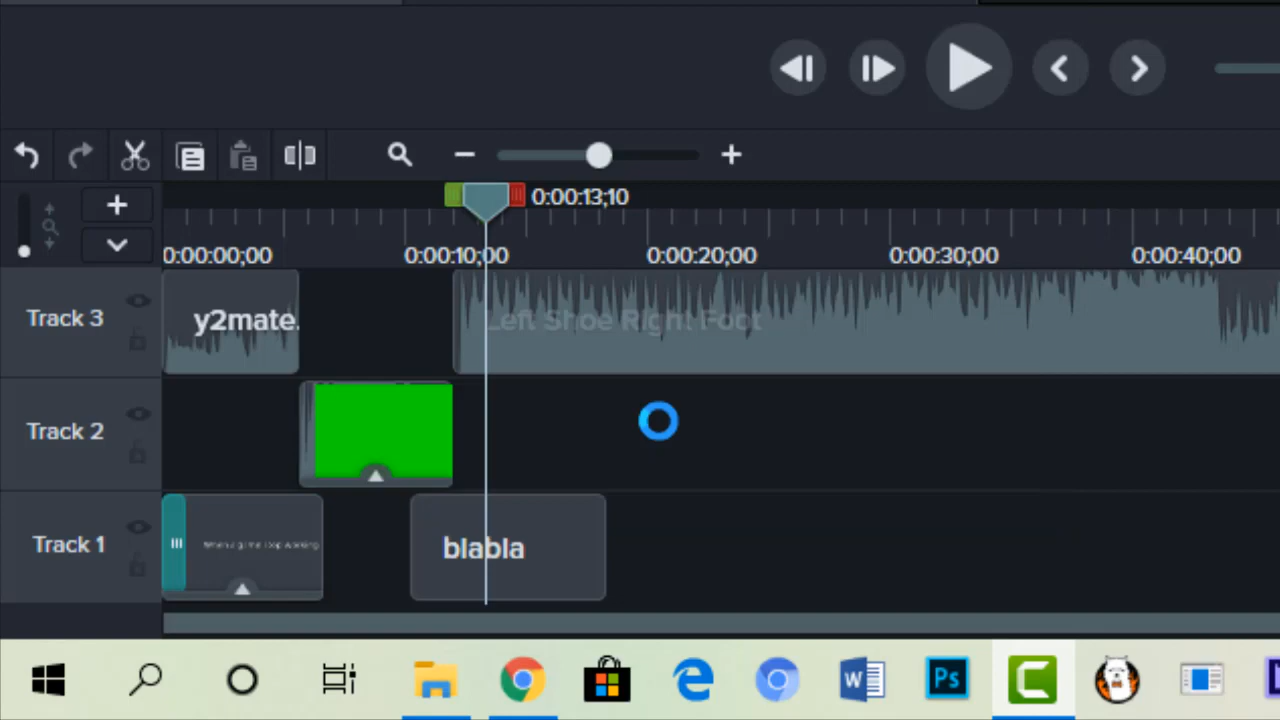 0:00:13;10
0:00:00;00 0:00:10;00 0:00:20;00 0:00:30;00 0:00:40;00
Track 3
y2mate.
Left Shoe Right Foot
Track 2
Track 1
blabla
W
Ps